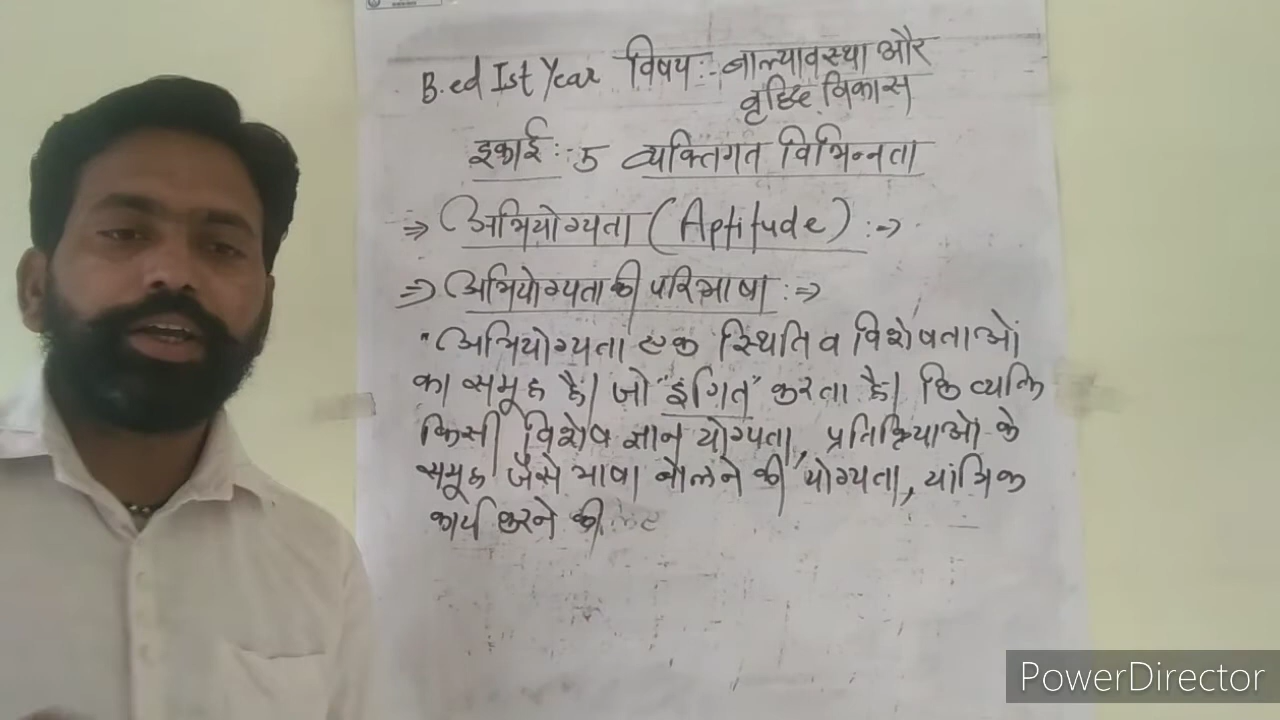 B.ed Ist Year विषय:- बाल्यावस्था और
वृद्धि विकास
इकाई:- 5 व्यक्तिगत विभिन्नता
⇒ अभियोग्यता (Aptitude) :->
⇒ अभियोग्यता की परिभाषा :=>
"अभियोग्यता एक स्थिति व विशेषताओं
का समूह है। जो "इंगित" करता है। कि व्यक्ति
किसी विशेष ज्ञान योग्यता, प्रतिक्रियाओं के
समूह जैसे भाषा बोलने की योग्यता, यांत्रिक
कार्य करने की
PowerDirector